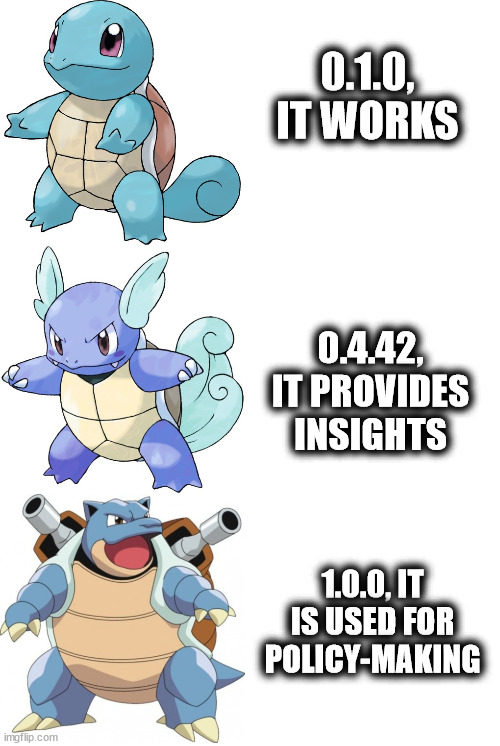 0.1.0,
IT WORKS
0.4.42,
IT PROVIDES
INSIGHTS
1.0.0, IT
IS USED FOR
POLICY-MAKING
imgflip.com